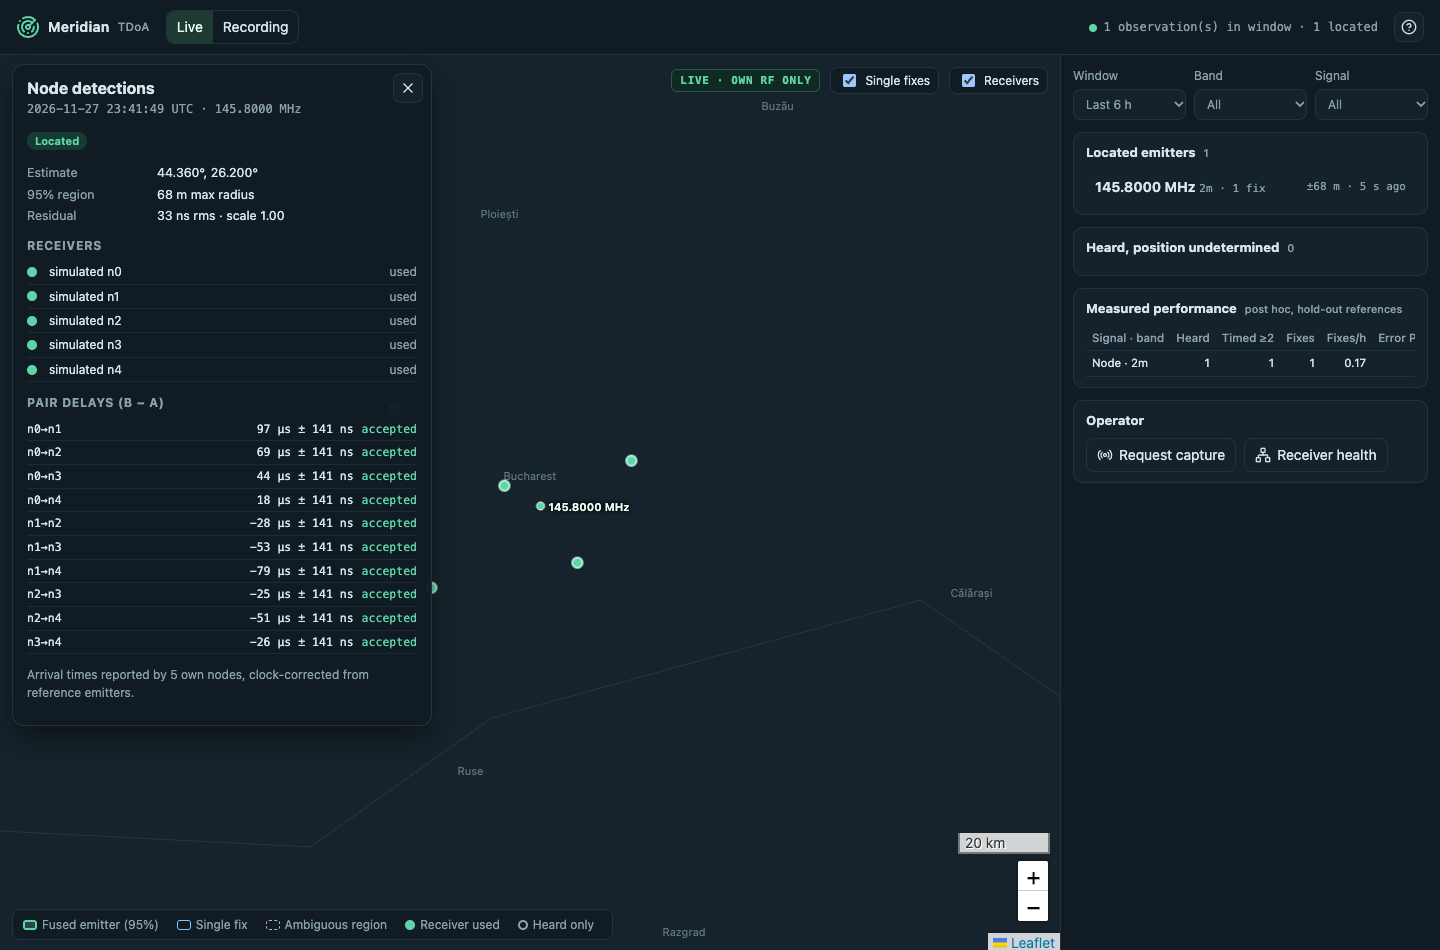 Meridian TDoA Live Recording
1 observation(s) in window · 1 located
Node detections
2026-11-27 23:41:49 UTC · 145.8000 MHz
Located
Estimate 44.360°, 26.200°
95% region 68 m max radius
Residual 33 ns rms · scale 1.00
RECEIVERS
simulated n0 used
simulated n1 used
simulated n2 used
simulated n3 used
simulated n4 used
PAIR DELAYS (B − A)
n0→n1 97 µs ± 141 ns accepted
n0→n2 69 µs ± 141 ns accepted
n0→n3 44 µs ± 141 ns accepted
n0→n4 18 µs ± 141 ns accepted
n1→n2 −28 µs ± 141 ns accepted
n1→n3 −53 µs ± 141 ns accepted
n1→n4 −79 µs ± 141 ns accepted
n2→n3 −25 µs ± 141 ns accepted
n2→n4 −51 µs ± 141 ns accepted
n3→n4 −26 µs ± 141 ns accepted
Arrival times reported by 5 own nodes, clock-corrected from
reference emitters.
LIVE · OWN RF ONLY
Single fixes
Receivers
Buzău
Ploiești
Bucharest
145.8000 MHz
Călărași
Ruse
Razgrad
20 km
+
−
Leaflet
Fused emitter (95%)
Single fix
Ambiguous region
Receiver used
Heard only
Window Band Signal
Last 6 h All All
Located emitters 1
145.8000 MHz 2m · 1 fix ±68 m · 5 s ago
Heard, position undetermined 0
Measured performance post hoc, hold-out references
Signal · band Heard Timed ≥2 Fixes Fixes/h Error P
Node · 2m 1 1 1 0.17
Operator
Request capture
Receiver health